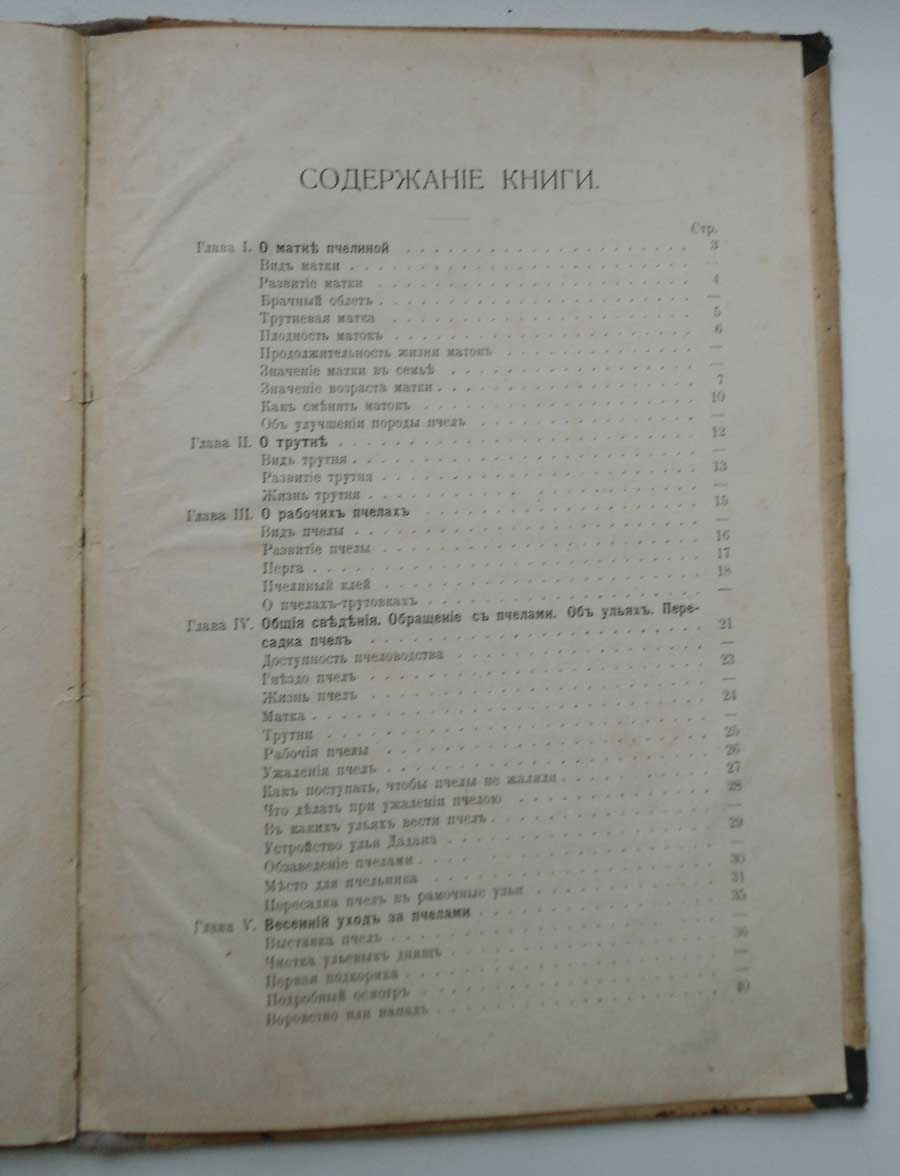 СОДЕРЖАНІЕ КНИГИ.
Стр.
Глава I. О маткѣ пчелиной . . . 3
Видъ матки . . . —
Развитіе матки . . . 4
Брачный облетъ . . . —
Трутневая матка . . . 5
Плодность матокъ . . . 6
Продолжительность жизни матокъ . . . —
Значеніе матки въ семьѣ . . . —
Значеніе возраста матки . . . 7
Какъ смѣнять матокъ . . . 10
Объ улучшеніи породы пчелъ . . . —
Глава II. О трутнѣ . . . 12
Видъ трутня . . . —
Развитіе трутня . . . 13
Жизнь трутня . . . —
Глава III. О рабочихъ пчелахъ . . . 15
Видъ пчелы . . . —
Развитіе пчелы . . . 16
Перга . . . 17
Пчелиный клей . . . 18
О пчелахъ-трутовкахъ . . . —
Глава IV. Общія свѣдѣнія. Обращеніе съ пчелами. Объ ульяхъ. Пере-
садка пчелъ . . . 21
Доступность пчеловодства . . . —
Гнѣздо пчелъ . . . 23
Жизнь пчелъ . . . —
Матка . . . 24
Трутни . . . —
Рабочія пчелы . . . 25
Ужаленія пчелъ . . . 26
Какъ поступать, чтобы пчелы не жалили . . . 27
Что дѣлать при ужаленіи пчелою . . . 28
Въ какихъ ульяхъ вести пчелъ . . . —
Устройство улья Дадана . . . 29
Обзаведеніе пчелами . . . —
Мѣсто для пчельника . . . 30
Пересадка пчелъ въ рамочные ульи . . . 31
Глава V. Весенній уходъ за пчелами . . . 35
Выставка пчелъ . . . —
Чистка ульевыхъ днищъ . . . 36
Первая подкормка . . . —
Подробный осмотръ . . . —
Воровство или нападъ . . . 40